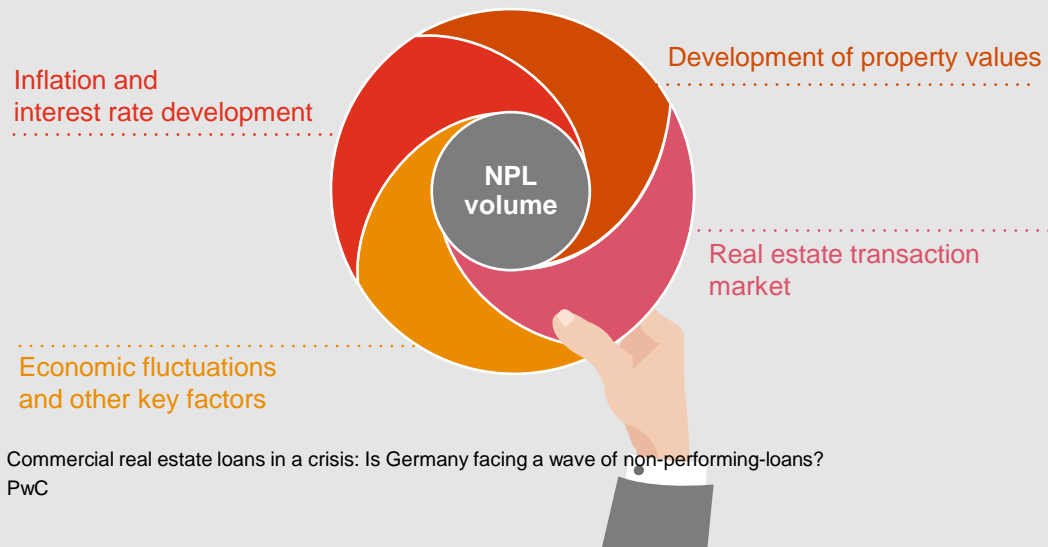 Development of property values
Inflation and
interest rate development
NPL
volume
Real estate transaction
market
Economic fluctuations
and other key factors
Commercial real estate loans in a crisis: Is Germany facing a wave of non-performing-loans?
PwC